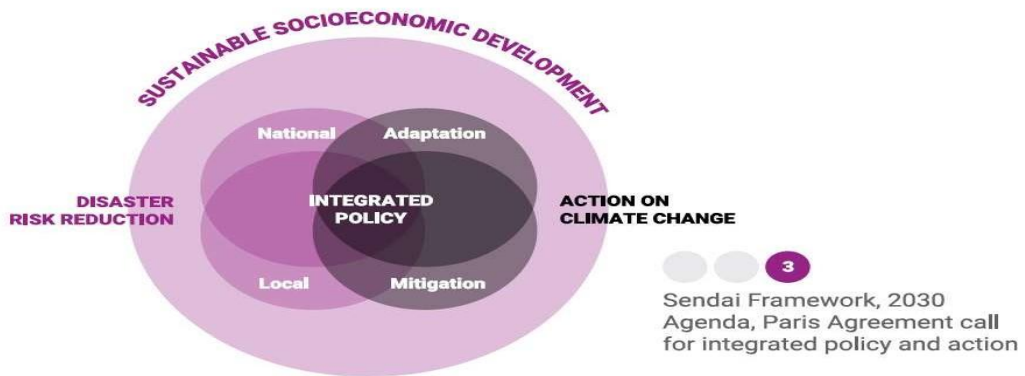 SUSTAINABLE SOCIOECONOMIC DEVELOPMENT
National
Adaptation
DISASTER
RISK REDUCTION
INTEGRATED
POLICY
ACTION ON
CLIMATE CHANGE
Local
Mitigation
3
Sendai Framework, 2030
Agenda, Paris Agreement call
for integrated policy and action